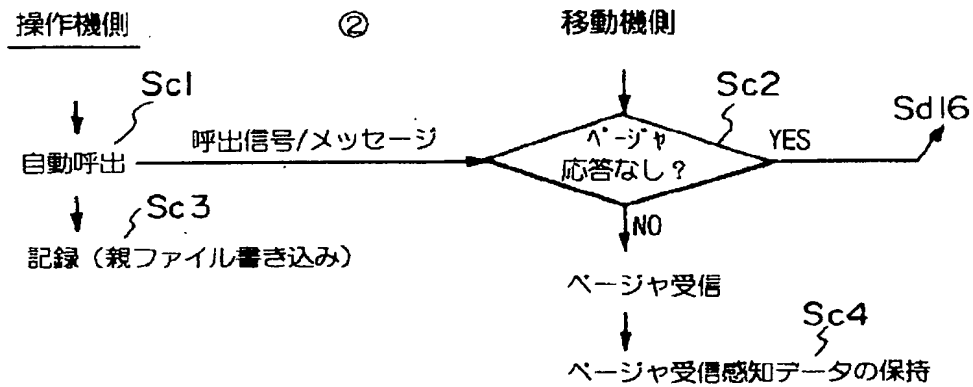 操作機側
②
移動機側
Sc1
Sc2
Sd16
呼出信号/メッセージ
ページャ
YES
自動呼出
応答なし？
Sc3
NO
記録（親ファイル書き込み）
ページャ受信
Sc4
ページャ受信感知データの保持